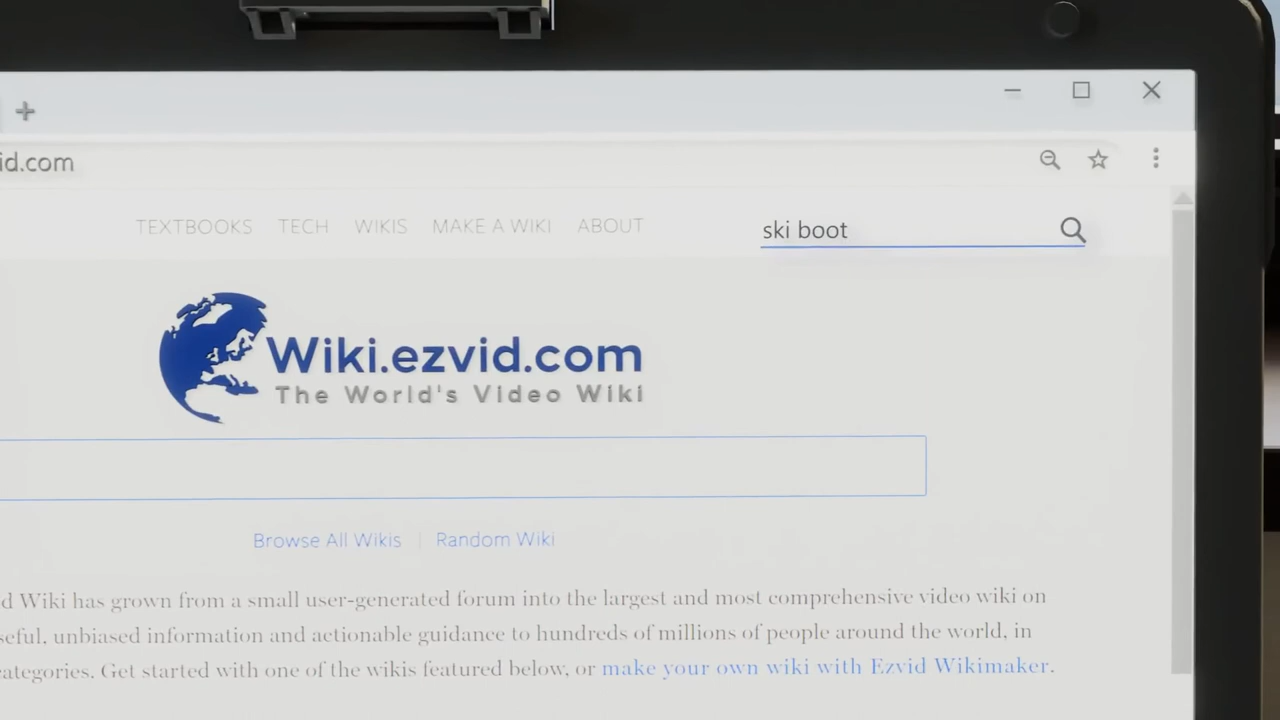 id.com
TEXTBOOKS TECH WIKIS MAKE A WIKI ABOUT
ski boot
Wiki.ezvid.com
The World's Video Wiki
Browse All Wikis | Random Wiki
d Wiki has grown from a small user-generated forum into the largest and most comprehensive video wiki on
seful, unbiased information and actionable guidance to hundreds of millions of people around the world, in
ategories. Get started with one of the wikis featured below, or make your own wiki with Ezvid Wikimaker.